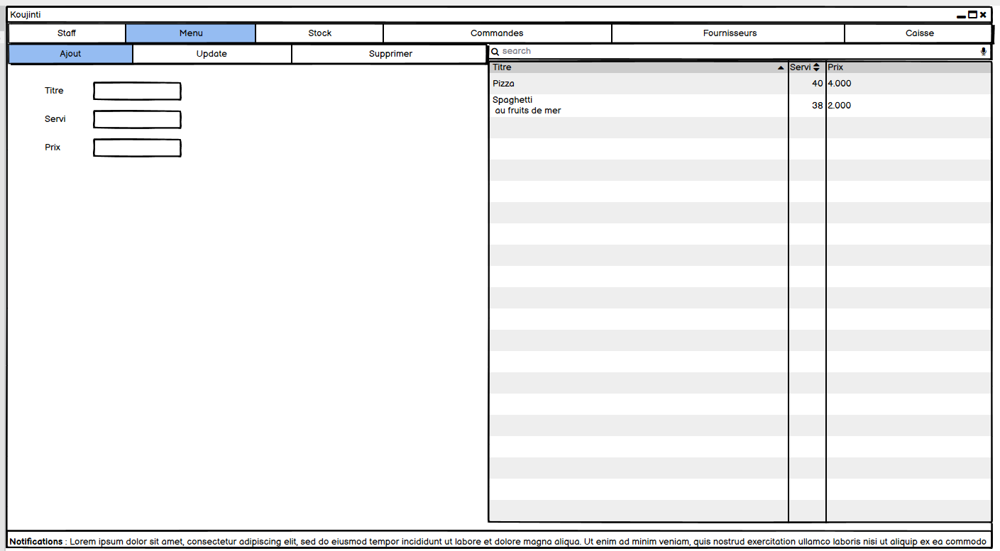 Koujinti
Staff Menu Stock Commandes Fournisseurs Caisse
Ajout Update Supprimer
search
Titre Servi Prix
Pizza 40 4.000
Spaghetti
au fruits de mer 38 2.000
Titre
Servi
Prix
Notifications : Lorem ipsum dolor sit amet, consectetur adipiscing elit, sed do eiusmod tempor incididunt ut labore et dolore magna aliqua. Ut enim ad minim veniam, quis nostrud exercitation ullamco laboris nisi ut aliquip ex ea commodo